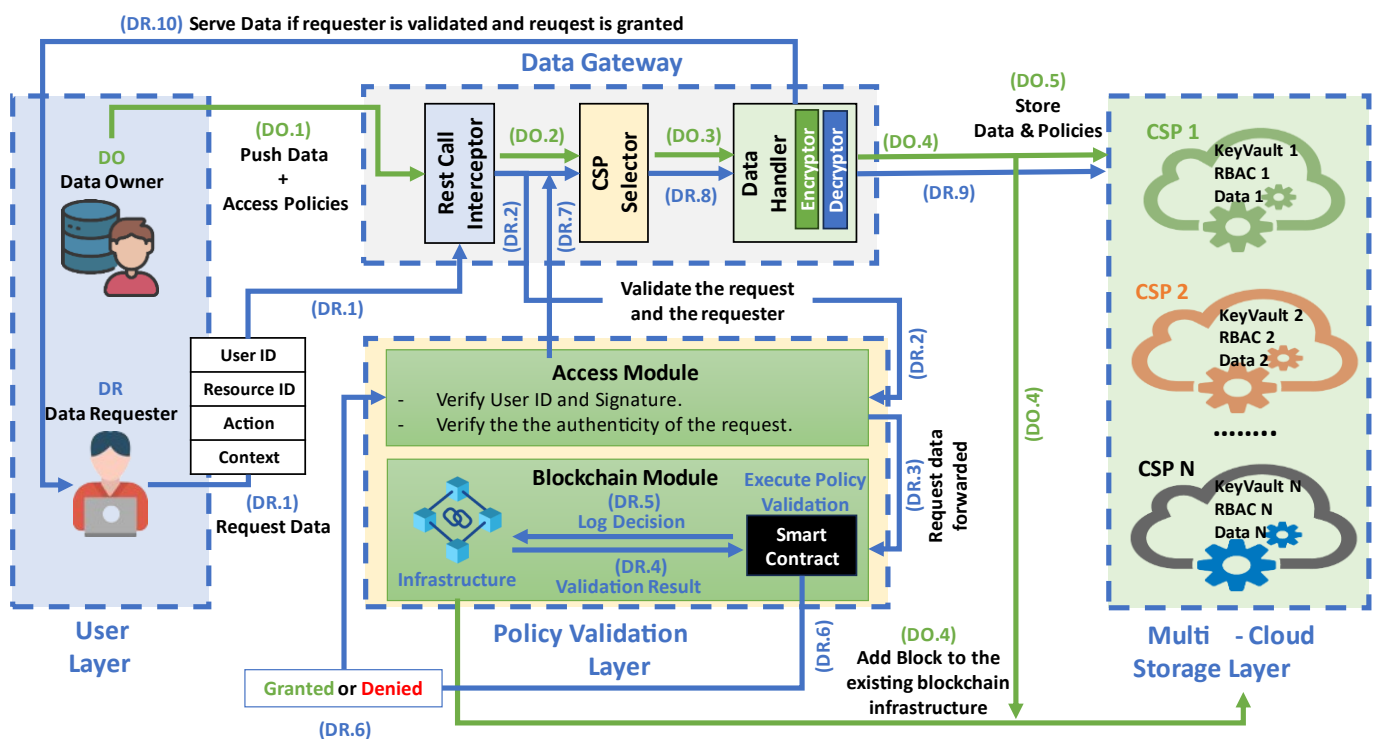 (DR.10) Serve Data if requester is validated and reuqest is granted
Data Gateway
(DO.1)
Push Data
+
Access Policies
DO
Data Owner
Rest Call
Interceptor
(DO.2)
(DR.2)
(DR.7)
CSP
Selector
(DO.3)
(DR.8)
Data
Handler
Encryptor
Decryptor
(DO.4)
(DR.9)
(DO.5)
Store
Data & Policies
CSP 1
KeyVault 1
RBAC 1
Data 1
CSP 2
KeyVault 2
RBAC 2
Data 2
........
CSP N
KeyVault N
RBAC N
Data N
Multi - Cloud
Storage Layer
(DR.1)
Validate the request
and the requester
(DR.2)
User ID
Resource ID
Action
Context
DR
Data Requester
(DR.1)
Request Data
User
Layer
Access Module
- Verify User ID and Signature.
- Verify the the authenticity of the request.
(DR.3)
Request data
forwarded
(DO.4)
Blockchain Module
Execute Policy
Validation
(DR.5)
Log Decision
Smart
Contract
Infrastructure
(DR.4)
Validation Result
Policy Validation
Layer
(DR.6)
(DO.4)
Add Block to the
existing blockchain
infrastructure
Granted or Denied
(DR.6)